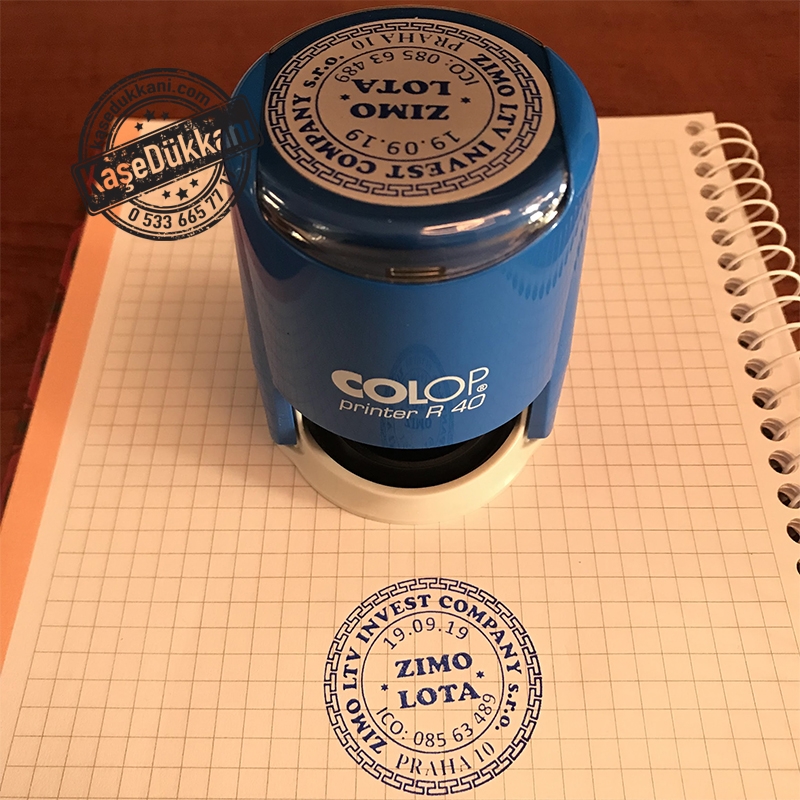 ZIMO LTV INVEST COMPANY s.r.o.
PRAHA 10
ICO: 085 63 489
LOTA
ZIMO
19.09.19
kasedukkani.com
KaşeDükkanı
0 533 665 77 1
COLOP®
printer R 40
ZIMO LTV INVEST COMPANY s.r.o.
19.09.19
ZIMO
LOTA
ICO: 085 63 489
PRAHA 10